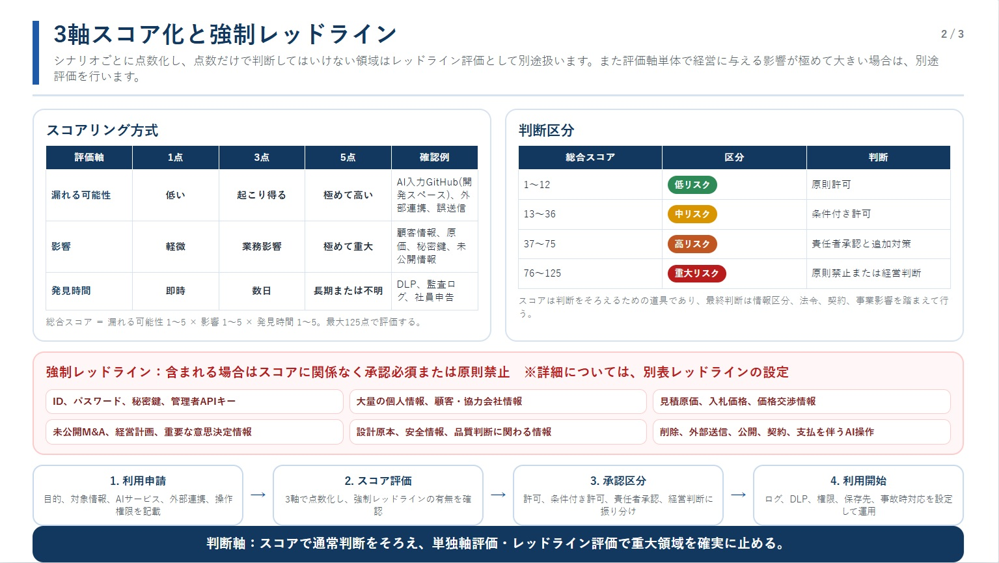 3軸スコア化と強制レッドライン
2 / 3
シナリオごとに点数化し、点数だけで判断してはいけない領域はレッドライン評価として別途扱います。また評価軸単体で経営に与える影響が極めて大きい場合は、別途
評価を行います。
スコアリング方式
評価軸 1点 3点 5点 確認例
漏れる可能性 低い 起こり得る 極めて高い
AI入力GitHub(開
発スペース)、外
部連携、誤送信
影響 軽微 業務影響 極めて重大
顧客情報、原
価、秘密鍵、未
公開情報
発見時間 即時 数日 長期または不明
DLP、監査ロ
グ、社員申告
総合スコア ＝ 漏れる可能性 1〜5 × 影響 1〜5 × 発見時間 1〜5。最大125点で評価する。
判断区分
総合スコア 区分 判断
1〜12 低リスク 原則許可
13〜36 中リスク 条件付き許可
37〜75 高リスク 責任者承認と追加対策
76〜125 重大リスク 原則禁止または経営判断
スコアは判断をそろえるための道具であり、最終判断は情報区分、法令、契約、事業影響を踏まえて行
う。
強制レッドライン：含まれる場合はスコアに関係なく承認必須または原則禁止　※詳細については、別表レッドラインの設定
ID、パスワード、秘密鍵、管理者APIキー
大量の個人情報、顧客・協力会社情報
見積原価、入札価格、価格交渉情報
未公開M&A、経営計画、重要な意思決定情報
設計原本、安全情報、品質判断に関わる情報
削除、外部送信、公開、契約、支払を伴うAI操作
1. 利用申請
目的、対象情報、AIサービス、外部連携、操作
権限を記載
→
2. スコア評価
3軸で点数化し、強制レッドラインの有無を確
認
→
3. 承認区分
許可、条件付き許可、責任者承認、経営判断に
振り分け
→
4. 利用開始
ログ、DLP、権限、保存先、事故時対応を設定
して運用
判断軸：スコアで通常判断をそろえ、単独軸評価・レッドライン評価で重大領域を確実に止める。